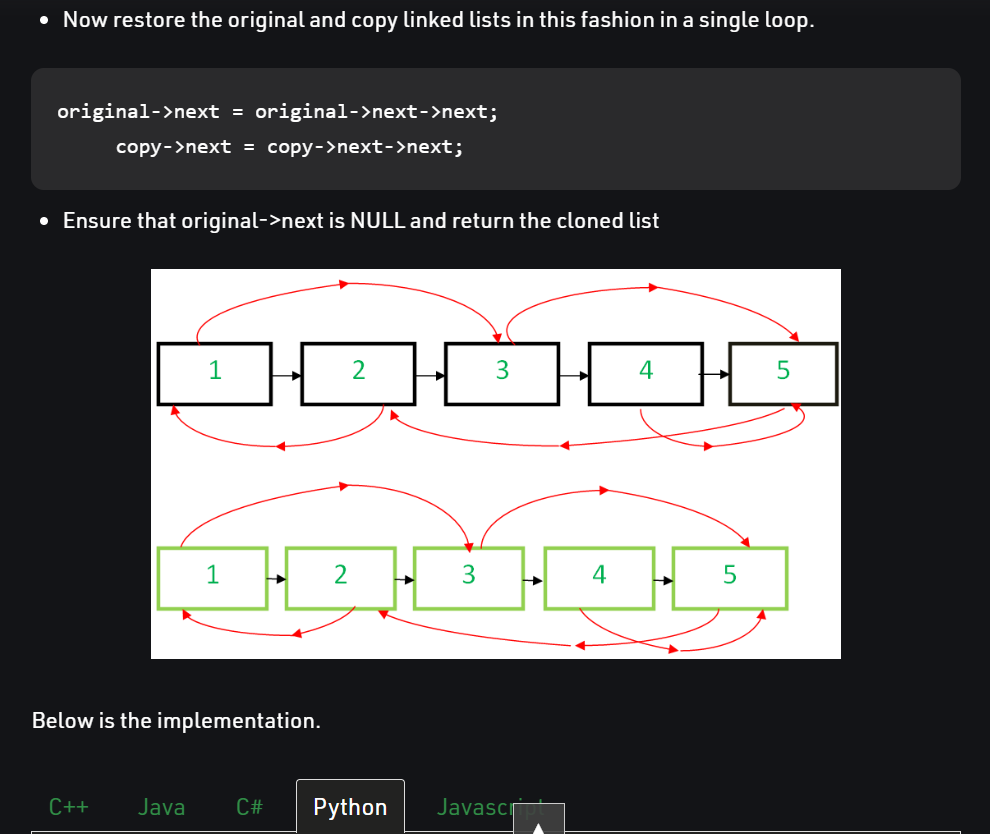 Now restore the original and copy linked lists in this fashion in a single loop.
original->next = original->next->next;
copy->next = copy->next->next;
Ensure that original->next is NULL and return the cloned list
1 2 3 4 5
1 2 3 4 5
Below is the implementation.
C++ Java C# Python Javascript